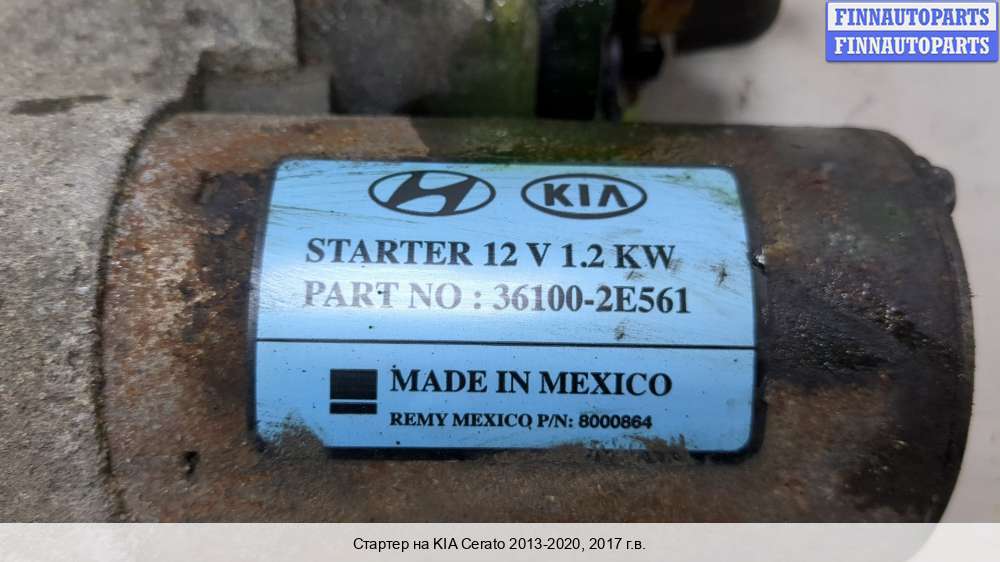 FINNAUTOPARTS
FINNAUTOPARTS
KIA
STARTER 12 V 1.2 KW
PART NO : 36100-2E561
MADE IN MEXICO
REMY MEXICO P/N: 8000864
Стартер на KIA Cerato 2013-2020, 2017 г.в.